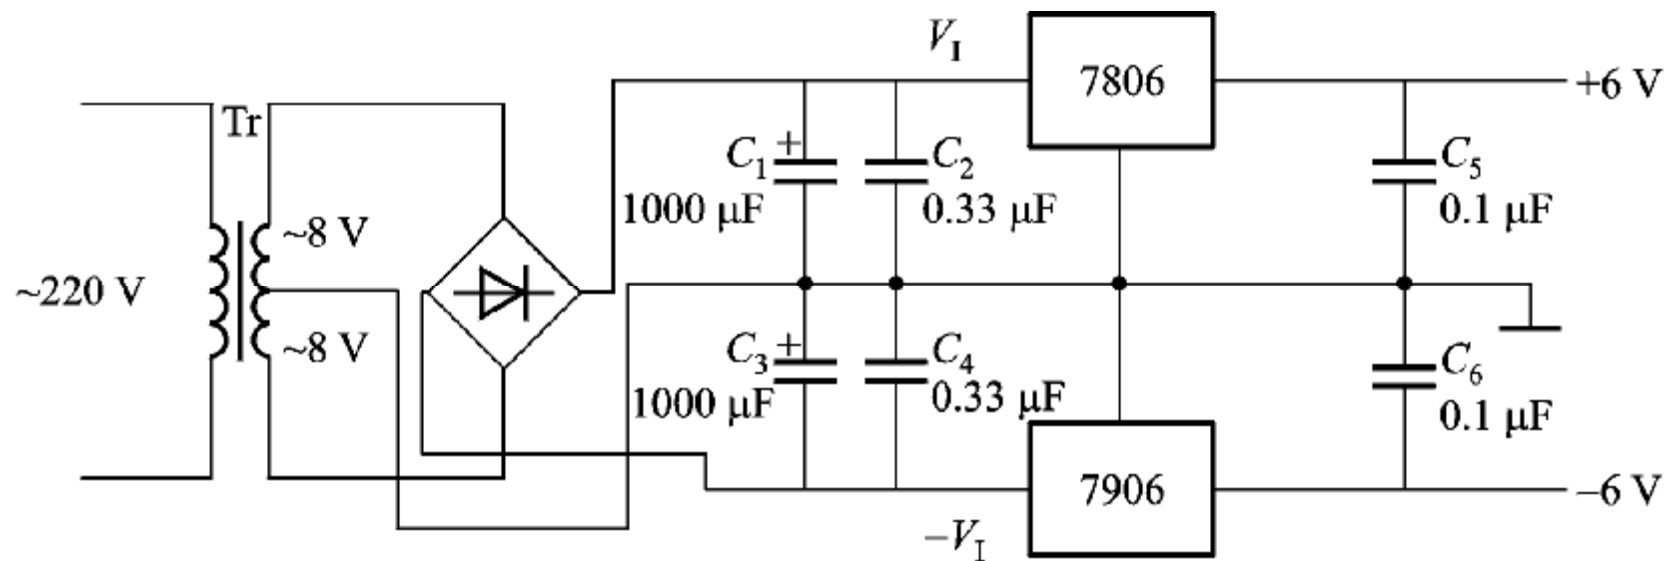 V_I
7806
+6 V
Tr
C_1 +
1000 μF
C_2
0.33 μF
C_5
0.1 μF
~8 V
~220 V
~8 V
C_3 +
1000 μF
C_4
0.33 μF
C_6
0.1 μF
7906
–6 V
–V_I